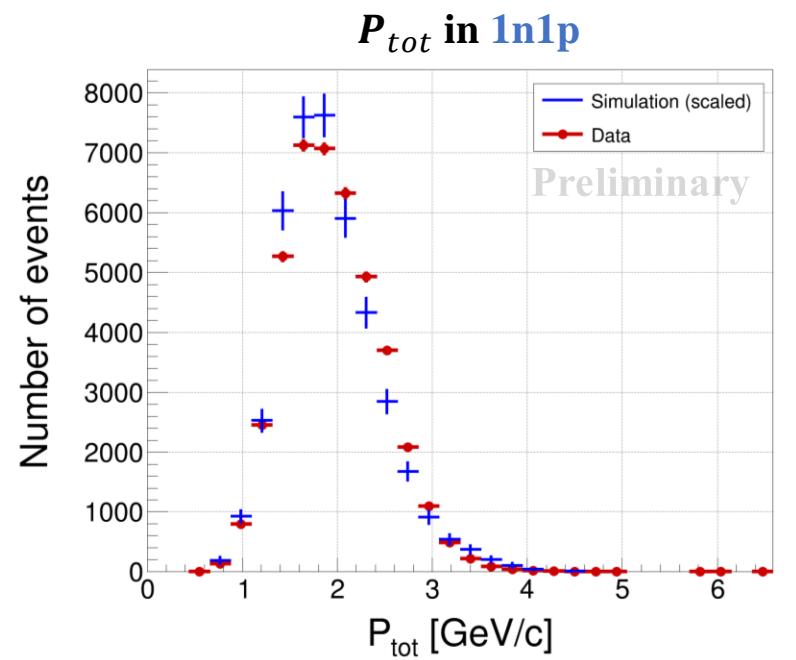 P_tot in 1n1p
8000
7000
6000
5000
4000
3000
2000
1000
0
Number of events
Simulation (scaled)
Data
Preliminary
0 1 2 3 4 5 6
P_tot [GeV/c]